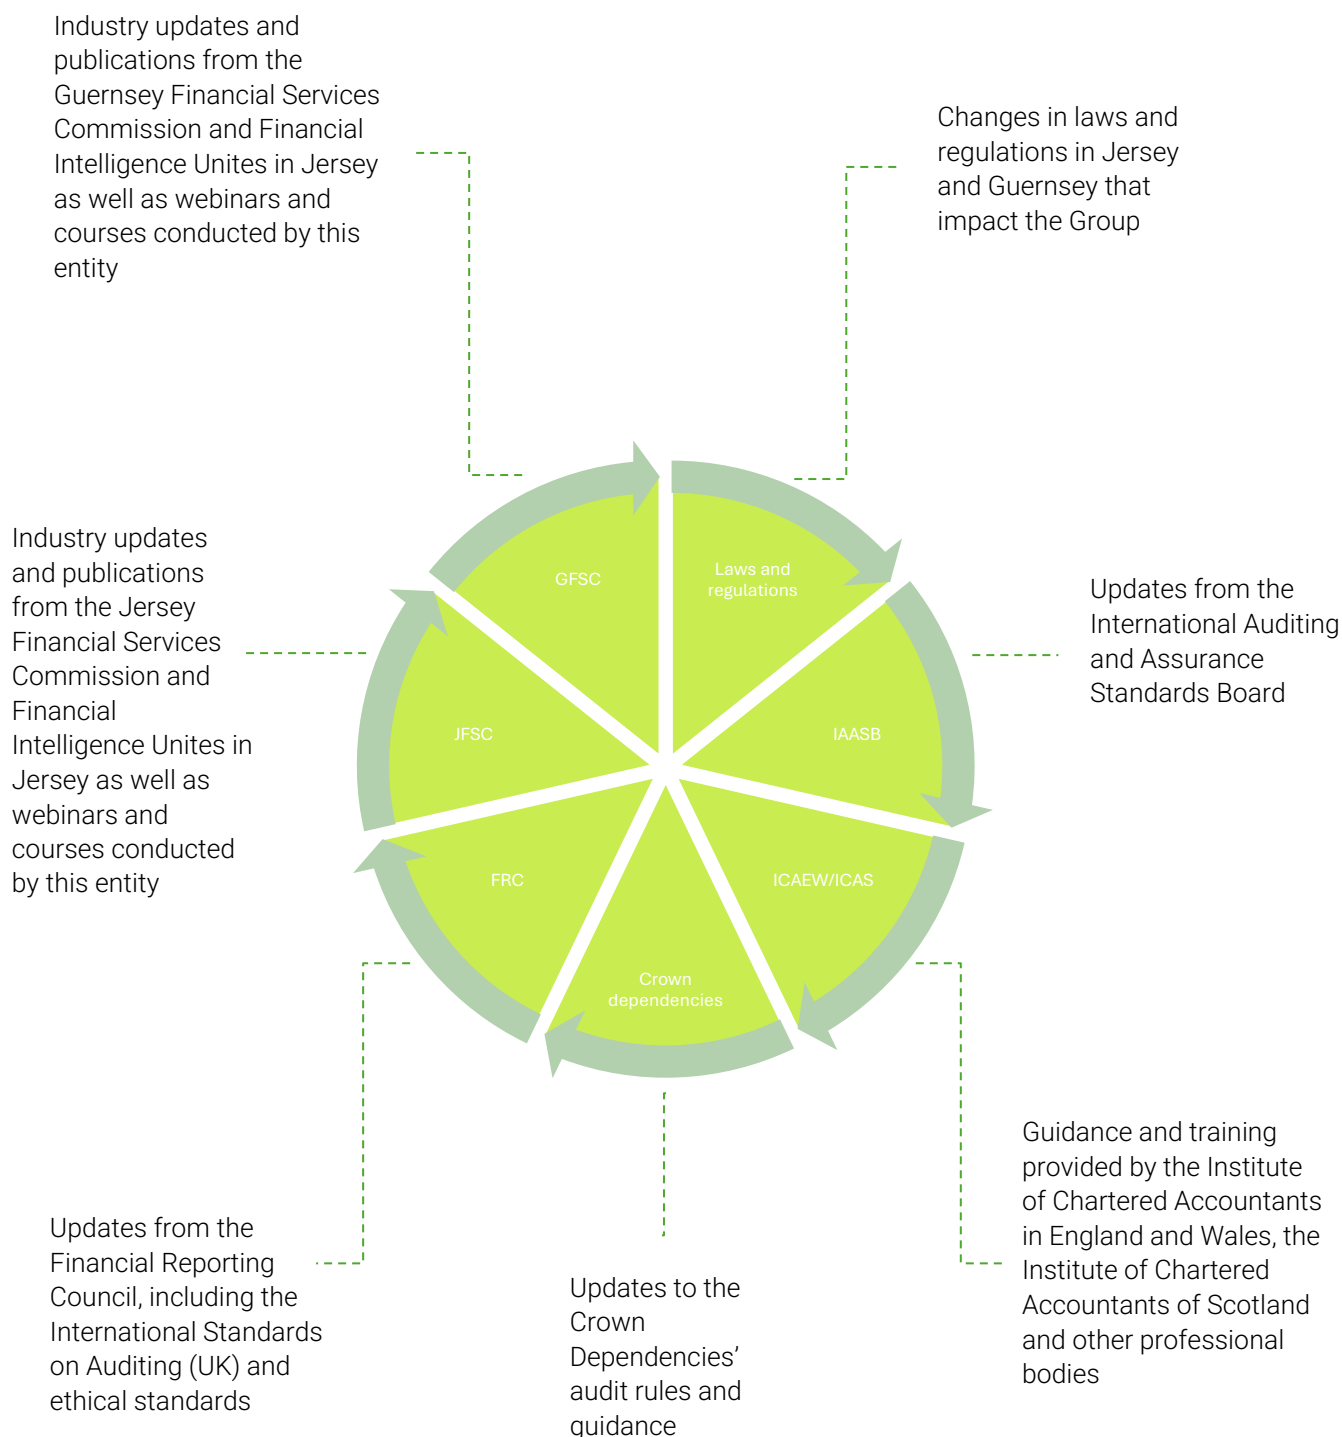 Industry updates and
publications from the
Guernsey Financial Services
Commission and Financial
Intelligence Unites in Jersey
as well as webinars and
courses conducted by this
entity
Changes in laws and
regulations in Jersey
and Guernsey that
impact the Group
GFSC
Laws and
regulations
Industry updates
and publications
from the Jersey
Financial Services
Commission and
Financial
Intelligence Unites in
Jersey as well as
webinars and
courses conducted
by this entity
JFSC
IAASB
Updates from the
International Auditing
and Assurance
Standards Board
FRC
ICAEW/ICAS
Crown
dependencies
Updates from the
Financial Reporting
Council, including the
International Standards
on Auditing (UK) and
ethical standards
Updates to the
Crown
Dependencies’
audit rules and
guidance
Guidance and training
provided by the Institute
of Chartered Accountants
in England and Wales, the
Institute of Chartered
Accountants of Scotland
and other professional
bodies